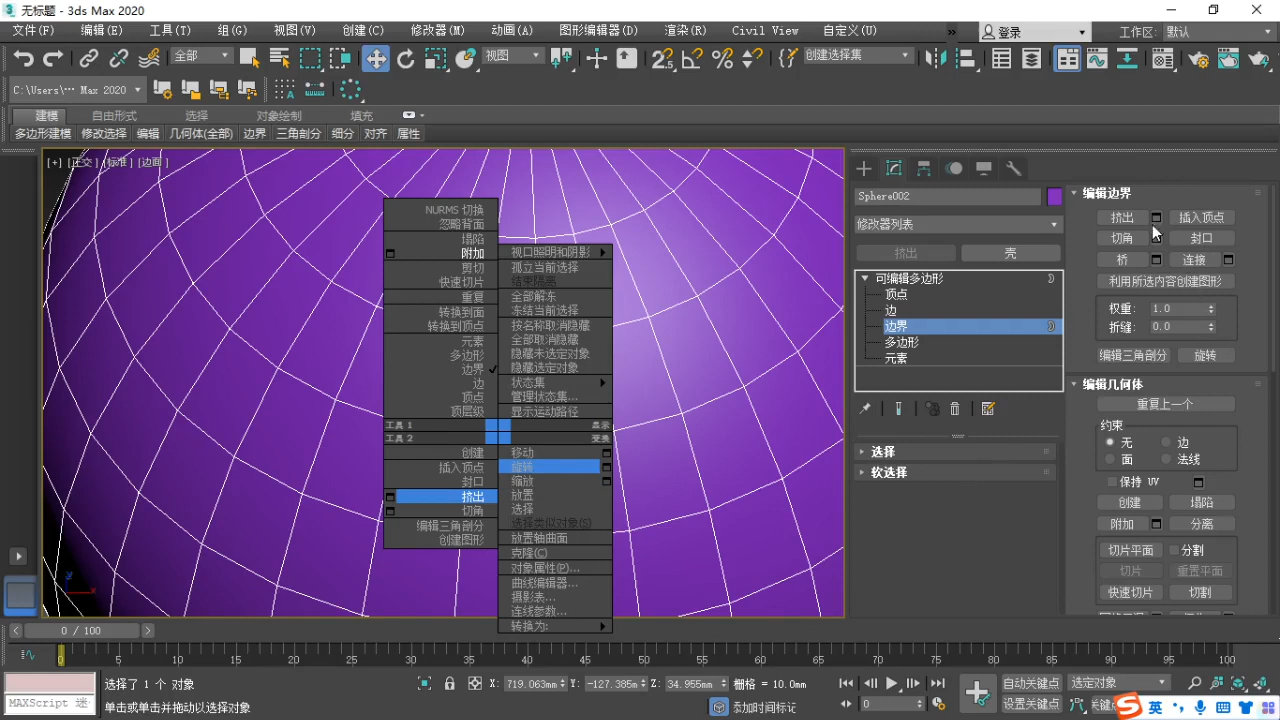 无标题 - 3ds Max 2020
文件(F) 编辑(E) 工具(T) 组(G) 视图(V) 创建(C) 修改器(M) 动画(A) 图形编辑器(D) 渲染(R) Civil View 自定义(U) » 登录 工作区: 默认
全部 视图 创建选择集
C:\Users\··· Max 2020
建模 自由形式 选择 对象绘制 填充
多边形建模 修改选择 编辑 几何体(全部) 边界 三角剖分 细分 对齐 属性
[+] [正交] [标准] [边面]
NURMS 切换
忽略背面
塌陷
附加
剪切
快速切片
重复
转换到面
转换到顶点
元素
多边形
边界
边
顶点
顶层级
工具 1
工具 2
创建
插入顶点
封口
挤出
切角
编辑三角剖分
创建图形
视口照明和阴影
孤立当前选择
结束隔离
全部解冻
冻结当前选择
按名称取消隐藏
全部取消隐藏
隐藏未选定对象
隐藏选定对象
状态集
管理状态集...
显示运动路径
显示
变换
移动
旋转
缩放
放置
选择
选择类似对象(S)
放置轴曲面
克隆(C)
对象属性(P)...
曲线编辑器...
摄影表...
连线参数...
转换为:
Sphere002
修改器列表
挤出 壳
可编辑多边形
顶点
边
边界
多边形
元素
选择
软选择
编辑边界
挤出 插入顶点
切角 封口
桥 连接
利用所选内容创建图形
权重: 1.0
折缝: 0.0
编辑三角剖分 旋转
编辑几何体
重复上一个
约束
无 边
面 法线
保持 UV
创建 塌陷
附加 分离
切片平面 分割
切片 重置平面
快速切片 切割
0 / 100
0 5 10 15 20 25 30 35 40 45 50 55 60 65 70 75 80 85 90 95 100
选择了 1 个 对象
X: 719.063mm Y: -127.385mm Z: 34.955mm 栅格 = 10.0mm
自动关键点 选定对象
MAXScript 迷
单击或单击并拖动以选择对象
添加时间标记
0
设置关键点
英